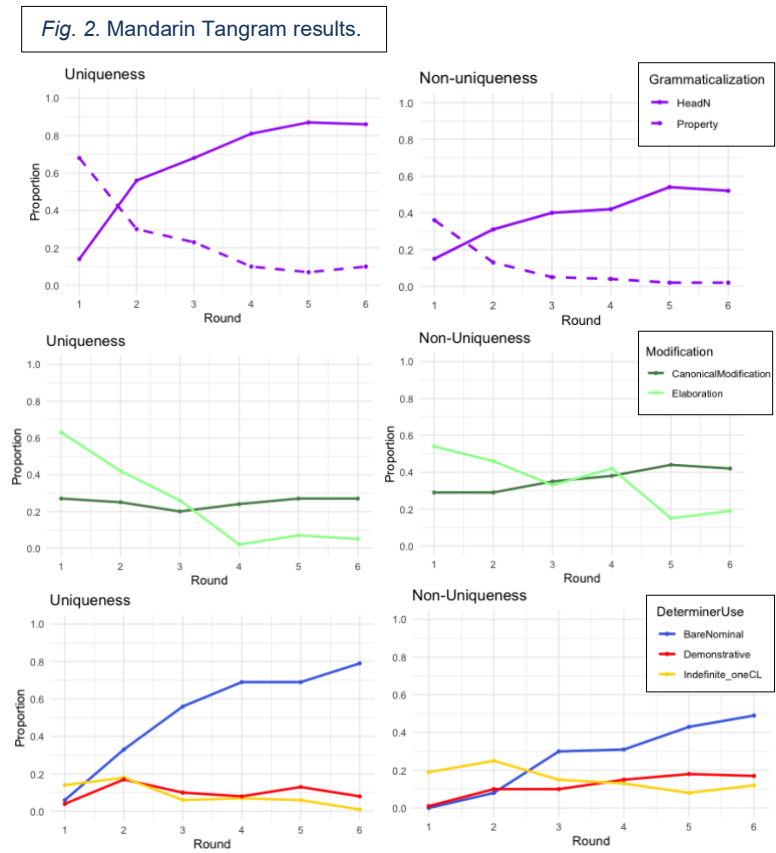 Fig. 2. Mandarin Tangram results.
Uniqueness
Non-uniqueness
Grammaticalization
HeadN
Property
1.0
0.8
0.6
0.4
0.2
0.0
Proportion
1 2 3 4 5 6
Round
1.0
0.8
0.6
0.4
0.2
0.0
1 2 3 4 5 6
Round
Uniqueness
Non-Uniqueness
Modification
CanonicalModification
Elaboration
1.0
0.8
0.6
0.4
0.2
0.0
Proportion
1 2 3 4 5 6
Round
1.0
0.8
0.6
0.4
0.2
0.0
Proportion
1 2 3 4 5 6
Round
Uniqueness
Non-Uniqueness
DeterminerUse
BareNominal
Demonstrative
Indefinite_oneCL
1.0
0.8
0.6
0.4
0.2
0.0
Proportion
1 2 3 4 5 6
Round
1.0
0.8
0.6
0.4
0.2
0.0
Proportion
1 2 3 4 5 6
Round